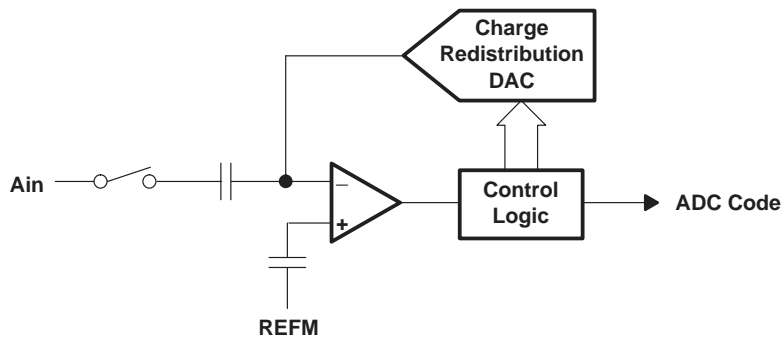 Charge
Redistribution
DAC
Ain
−
+
Control
Logic
ADC Code
REFM